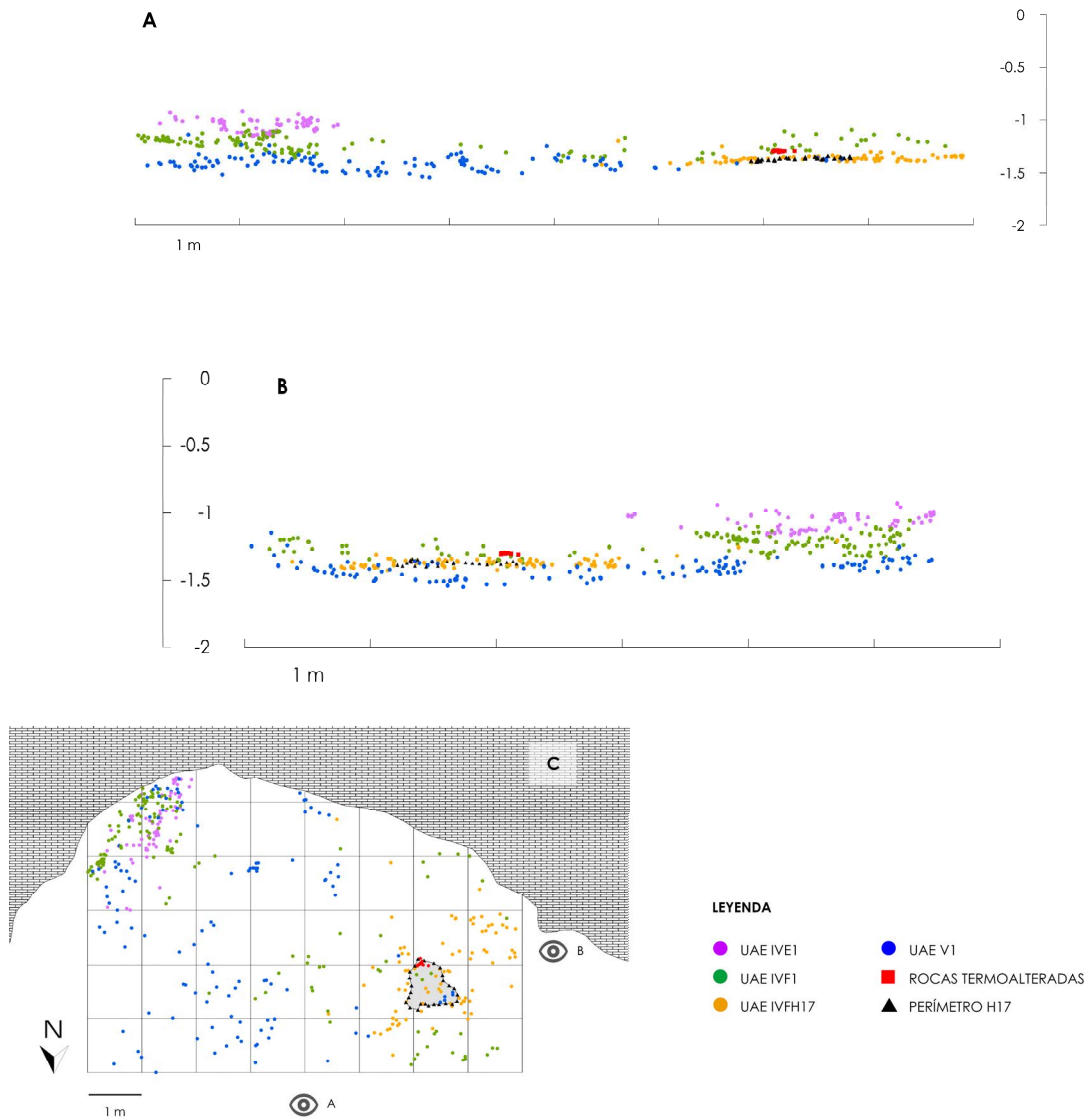 A
0
-0.5
-1
-1.5
-2
1 m
B
0
-0.5
-1
-1.5
-2
1 m
C
B
N
1 m
A
LEYENDA
UAE IVE1
UAE IVF1
UAE IVFH17
UAE V1
ROCAS TERMOALTERADAS
PERÍMETRO H17